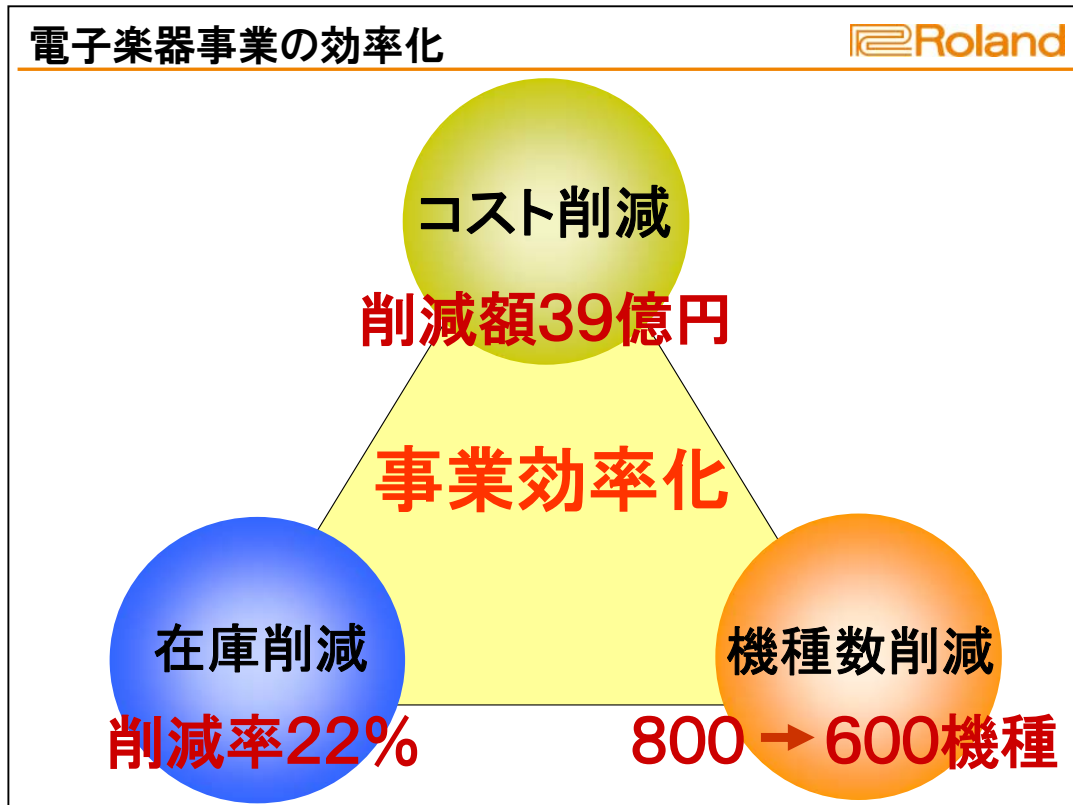 電子楽器事業の効率化
Roland
コスト削減
削減額39億円
事業効率化
在庫削減
機種数削減
削減率22%
800→600機種